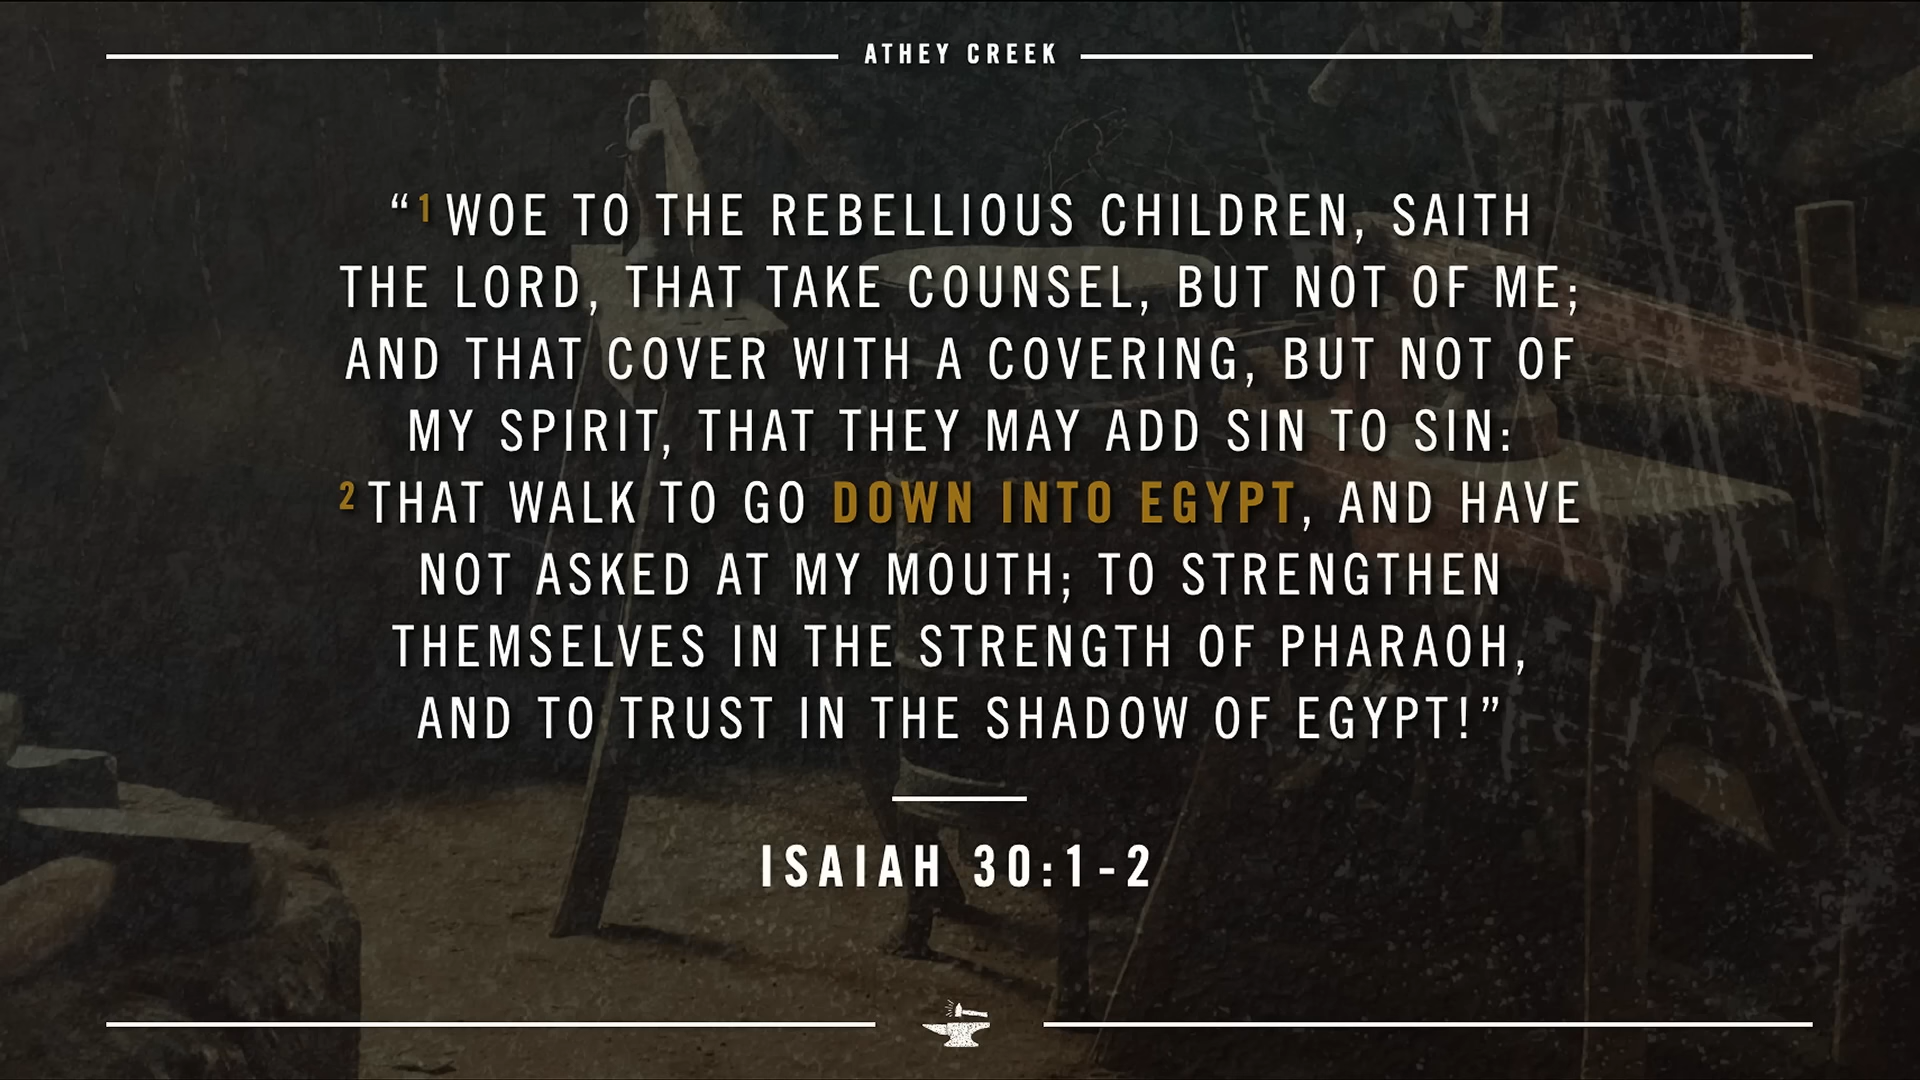 ATHEY CREEK
“1 WOE TO THE REBELLIOUS CHILDREN, SAITH
THE LORD, THAT TAKE COUNSEL, BUT NOT OF ME;
AND THAT COVER WITH A COVERING, BUT NOT OF
MY SPIRIT, THAT THEY MAY ADD SIN TO SIN:
2 THAT WALK TO GO DOWN INTO EGYPT, AND HAVE
NOT ASKED AT MY MOUTH; TO STRENGTHEN
THEMSELVES IN THE STRENGTH OF PHARAOH,
AND TO TRUST IN THE SHADOW OF EGYPT!”
ISAIAH 30:1-2